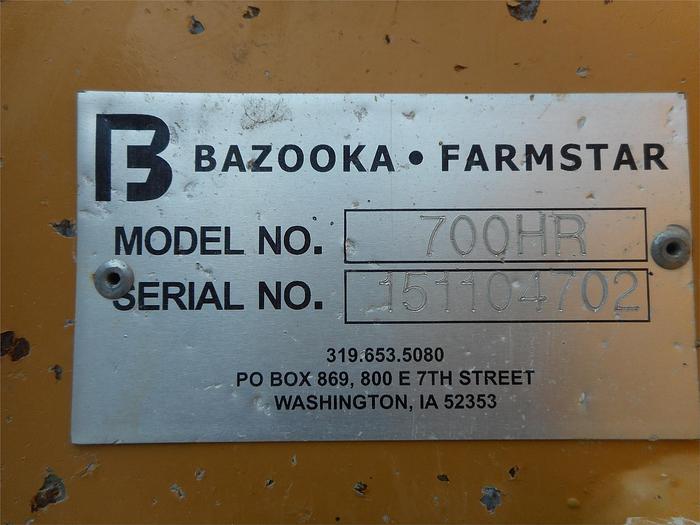 B BAZOOKA • FARMSTAR
MODEL NO. 700HR
SERIAL NO. 151104702
319.653.5080
PO BOX 869, 800 E 7TH STREET
WASHINGTON, IA 52353